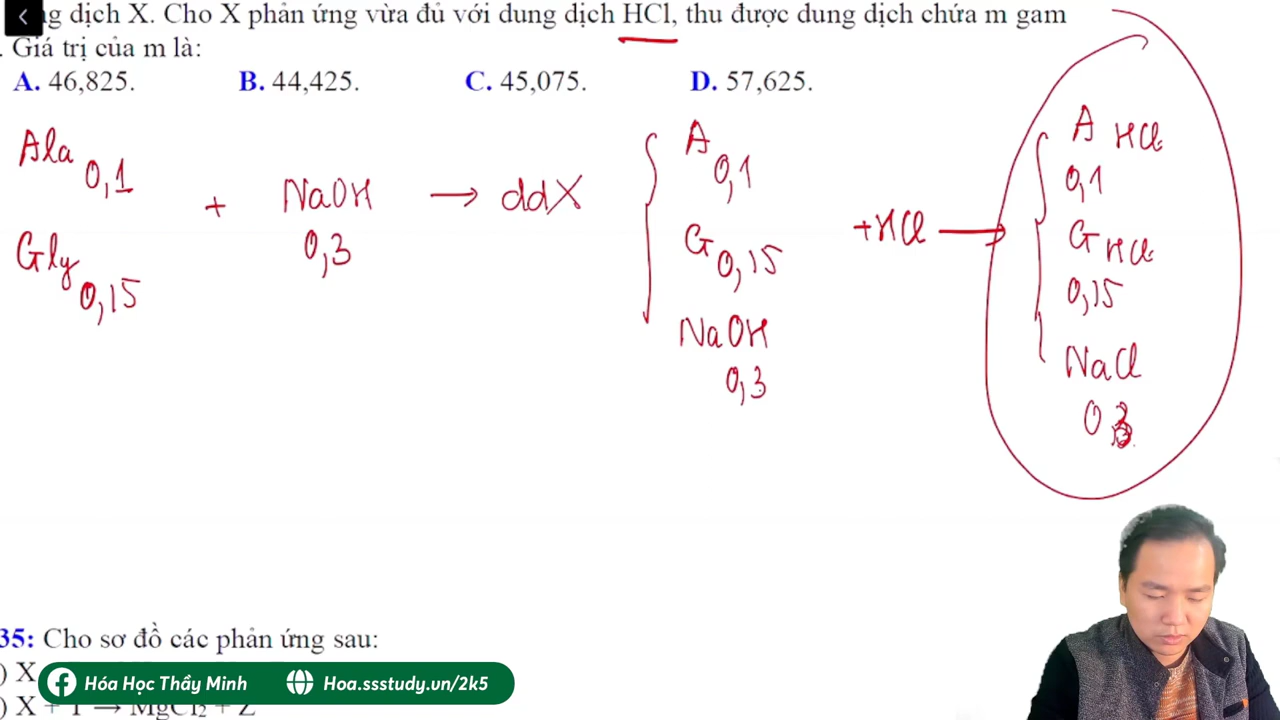 ng dịch X. Cho X phản ứng vừa đủ với dung dịch HCl, thu được dung dịch chứa m gam
. Giá trị của m là:
A. 46,825. B. 44,425. C. 45,075. D. 57,625.
Ala 0,1
Gly 0,15
+ NaOH 0,3 → ddX
A 0,1
G 0,15
NaOH 0,3
+HCl →
A HCl
0,1
G HCl
0,15
NaCl
0
35: Cho sơ đồ các phản ứng sau:
) X
Hóa Học Thầy Minh Hoa.ssstudy.vn/2k5
) X + → MgCl₂ + Z